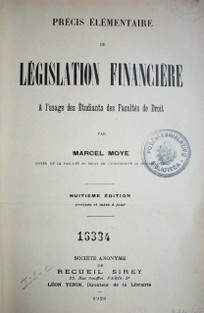 PRÉCIS ÉLÉMENTAIRE
DE
LÉGISLATION FINANCIÈRE
A l'usage des Étudiants des Facultés de Droit
PAR
MARCEL MOYE
HUITIÈME ÉDITION
revisée et mise à jour
16334
SOCIETE ANONYME
DU
RECUEIL SIREY
LÉON TENIN, Directeur de la Librairie